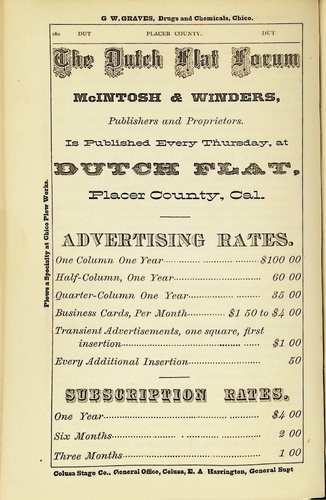 G W. GRAVES, Drugs and Chemicals, Chico.
180 DUT PLACER COUNTY. DUT
The Dutch Flat Forum
McINTOSH & WINDERS,
Publishers and Proprietors.
Is Published Every Thursday, at
DUTCH FLAT,
Placer County, Cal.
ADVERTISING RATES.
One Column One Year $100 00
Half-Column, One Year 60 00
Quarter-Column One Year 35 00
Business Cards, Per Month $1 50 to $4 00
Transient Advertisements, one square, first
insertion $1 00
Every Additional Insertion 50
SUBSCRIPTION RATES.
One Year $4 00
Six Months 2 00
Three Months 1 00
Colusa Stage Co., General Office, Colusa, E. A Harrington, General Supt
Plows a Specialty at Chico Plow Works.